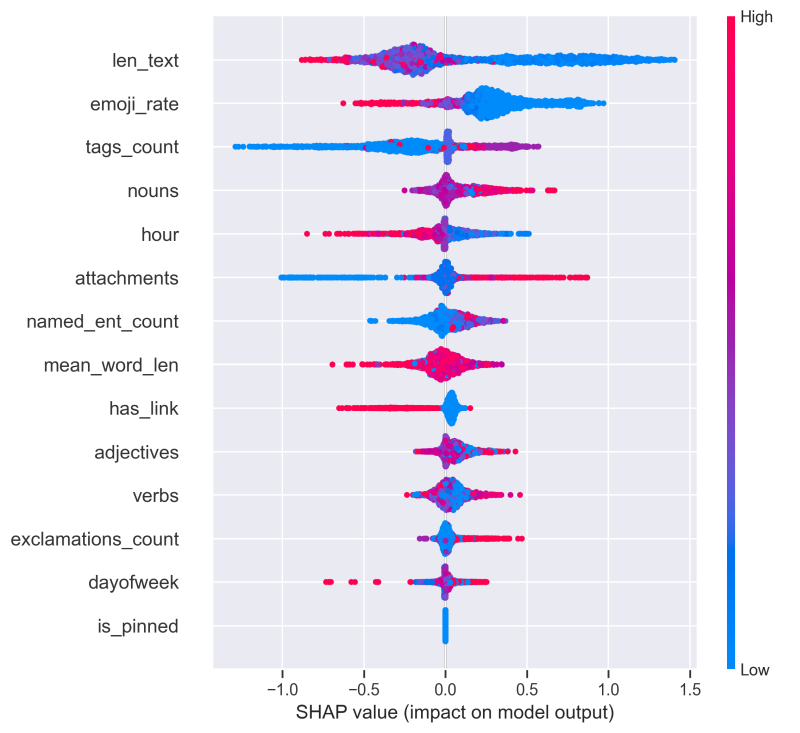 High
len_text
emoji_rate
tags_count
nouns
hour
attachments
named_ent_count
mean_word_len
has_link
adjectives
verbs
exclamations_count
dayofweek
is_pinned
Low
−1.0 −0.5 0.0 0.5 1.0 1.5
SHAP value (impact on model output)